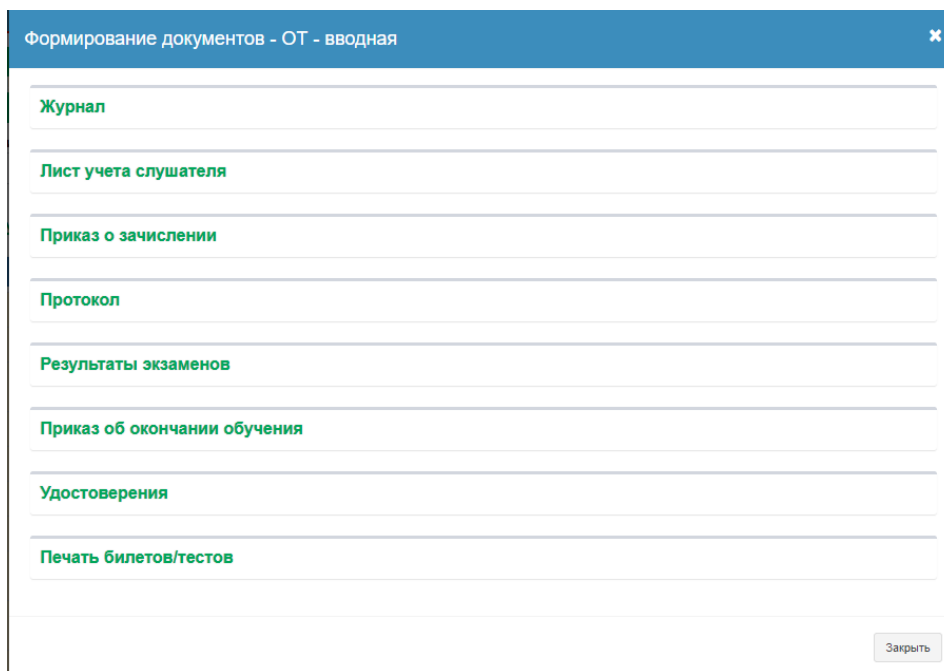 Формирование документов - ОТ - вводная
Журнал
Лист учета слушателя
Приказ о зачислении
Протокол
Результаты экзаменов
Приказ об окончании обучения
Удостоверения
Печать билетов/тестов
Закрыть